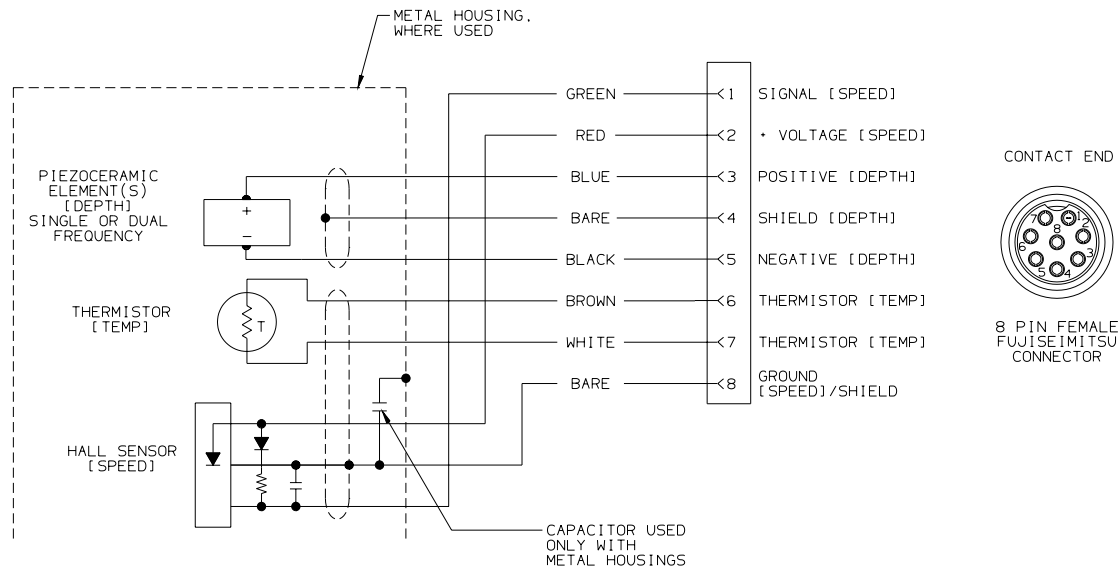 METAL HOUSING,
WHERE USED
GREEN
1
SIGNAL [SPEED]
RED
2
+ VOLTAGE [SPEED]
PIEZOCERAMIC
ELEMENT(S)
[DEPTH]
SINGLE OR DUAL
FREQUENCY
+
−
BLUE
3
POSITIVE [DEPTH]
BARE
4
SHIELD [DEPTH]
BLACK
5
NEGATIVE [DEPTH]
THERMISTOR
[TEMP]
T
BROWN
6
THERMISTOR [TEMP]
WHITE
7
THERMISTOR [TEMP]
BARE
8
GROUND
[SPEED]/SHIELD
HALL SENSOR
[SPEED]
CAPACITOR USED
ONLY WITH
METAL HOUSINGS
CONTACT END
7
1
8
2
6
3
5
4
8 PIN FEMALE
FUJISEIMITSU
CONNECTOR